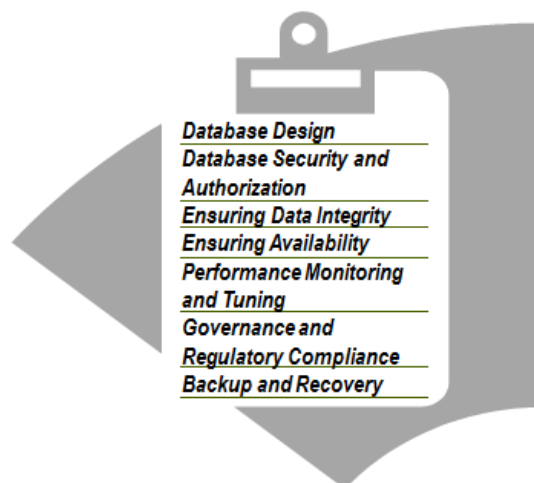 Database Design
Database Security and
Authorization
Ensuring Data Integrity
Ensuring Availability
Performance Monitoring
and Tuning
Governance and
Regulatory Compliance
Backup and Recovery